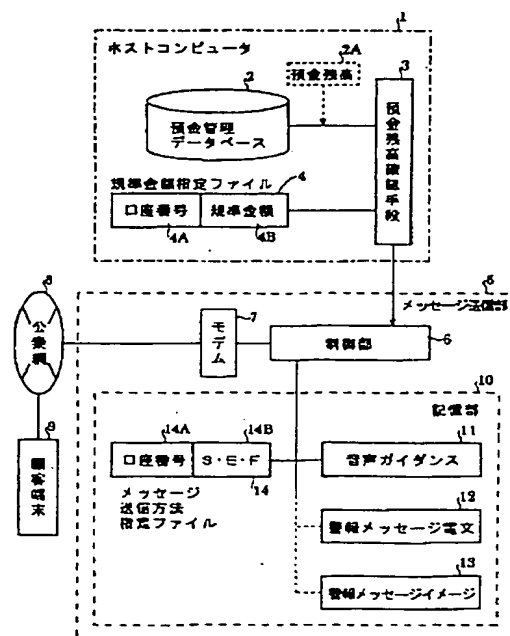 1
ホストコンピュータ
2A
預金残高
2
3
預金管理
データベース
預金残高確認手段
規準金額指定ファイル
4
口座番号
規準金額
4A
4B
5
メッセージ送信部
8
公衆網
7
モデム
制御部
6
10
記憶部
9
顧客端末
14A
14B
口座番号
S・E・F
14
メッセージ
送信方法
指定ファイル
11
音声ガイダンス
12
警報メッセージ電文
13
警報メッセージイメージ